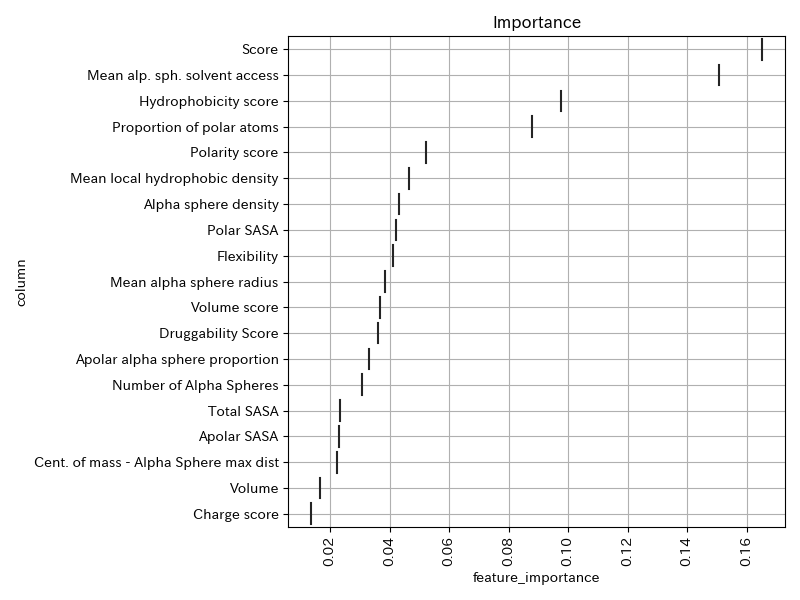 Importance
Score
Mean alp. sph. solvent access
Hydrophobicity score
Proportion of polar atoms
Polarity score
Mean local hydrophobic density
Alpha sphere density
Polar SASA
Flexibility
Mean alpha sphere radius
Volume score
Druggability Score
Apolar alpha sphere proportion
Number of Alpha Spheres
Total SASA
Apolar SASA
Cent. of mass - Alpha Sphere max dist
Volume
Charge score
column
0.02
0.04
0.06
0.08
0.10
0.12
0.14
0.16
feature_importance